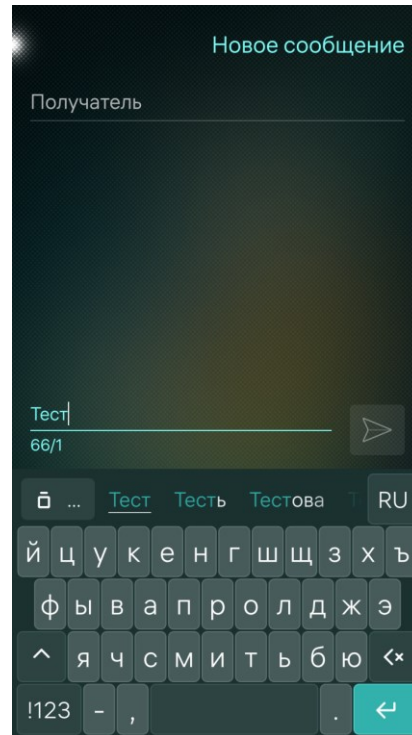 Новое сообщение
Получатель
Тест
66/1
... Тест Тесть Тестова Т RU
й ц у к е н г ш щ з х ъ
ф ы в а п р о л д ж э
я ч с м и т ь б ю
!123 - , .